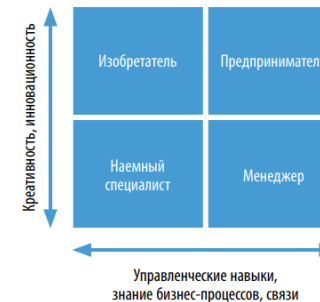 Креативность, инновационность
Изобретатель
Предпринимател
Наемный
специалист
Менеджер
Управленческие навыки,
знание бизнес-процессов, связи